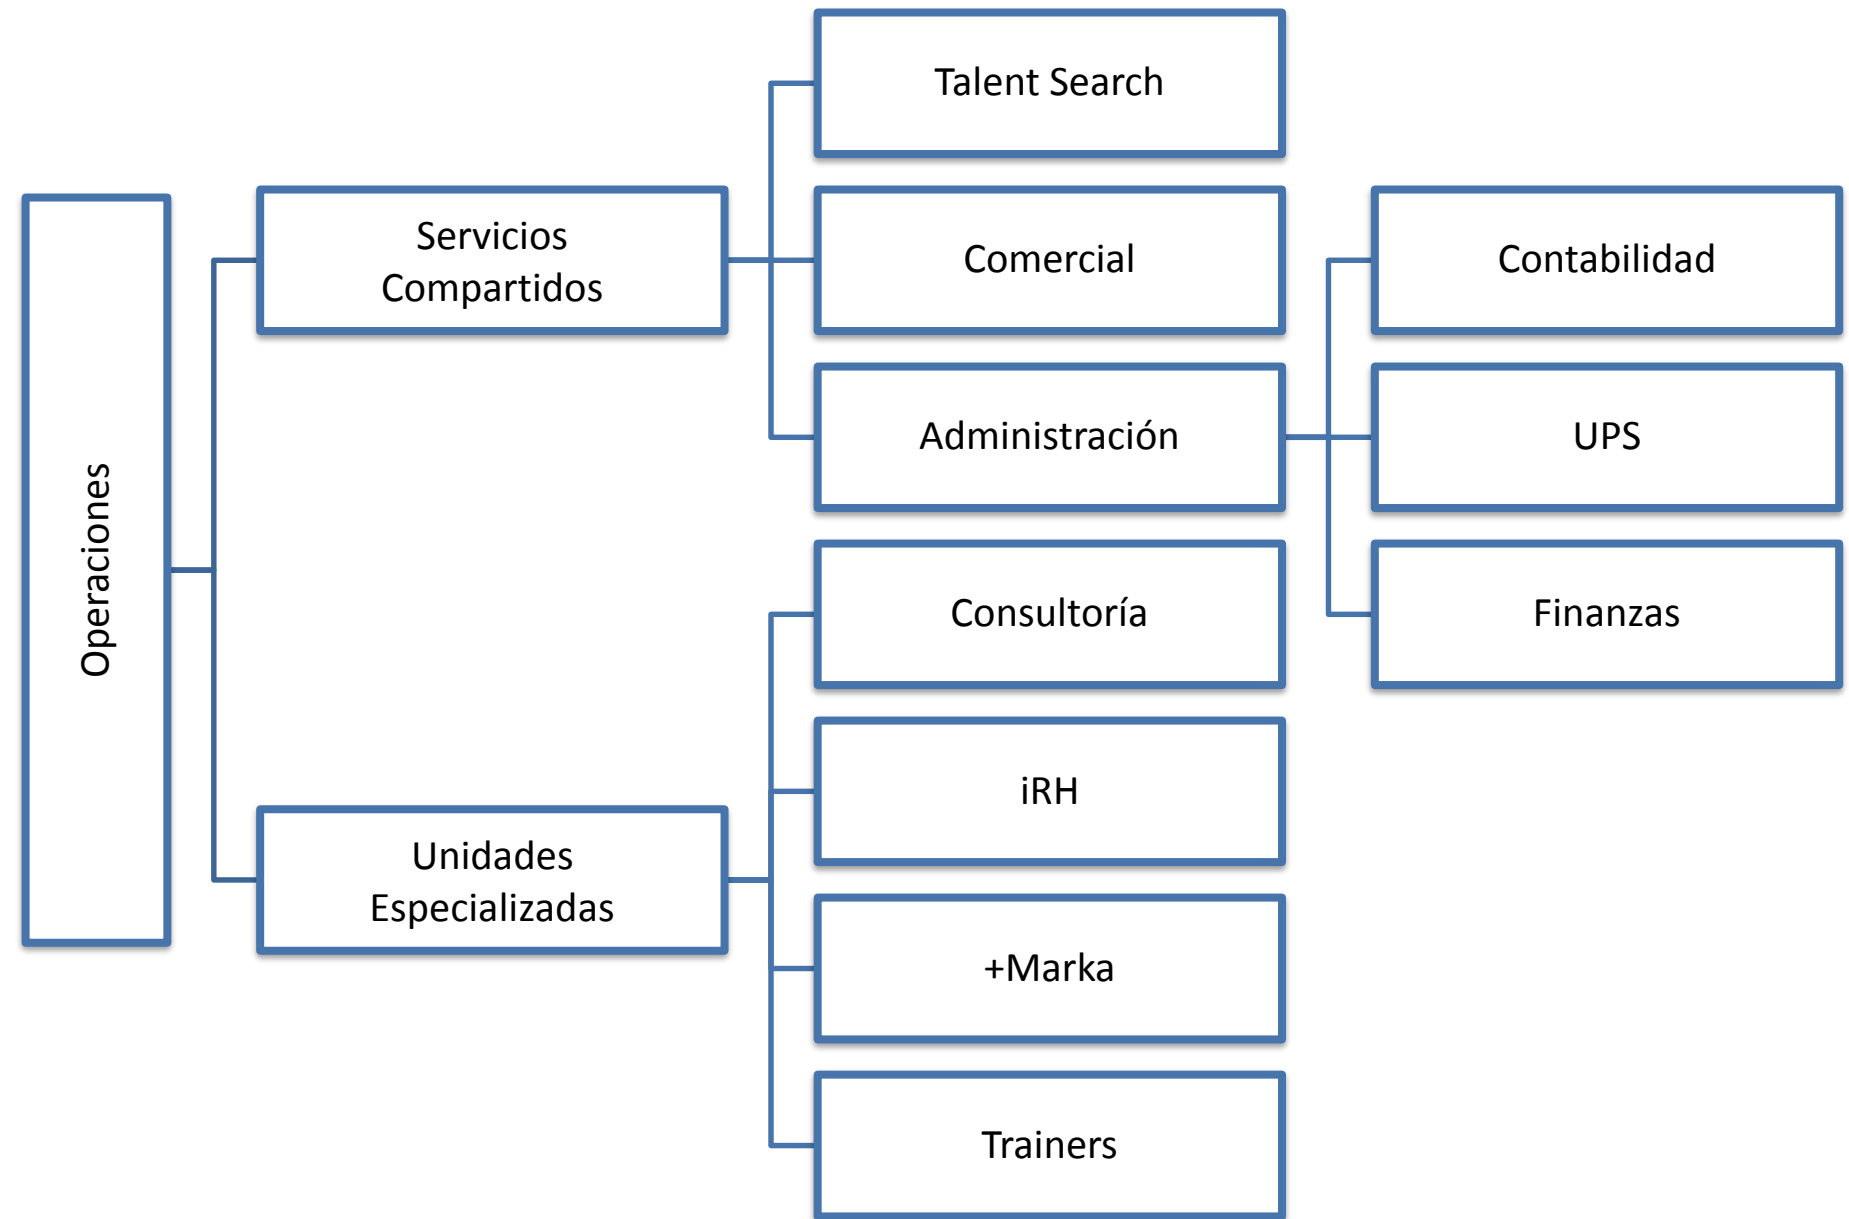 Operaciones
Servicios
Compartidos
Talent Search
Comercial
Administración
Contabilidad
UPS
Finanzas
Unidades
Especializadas
Consultoría
iRH
+Marka
Trainers